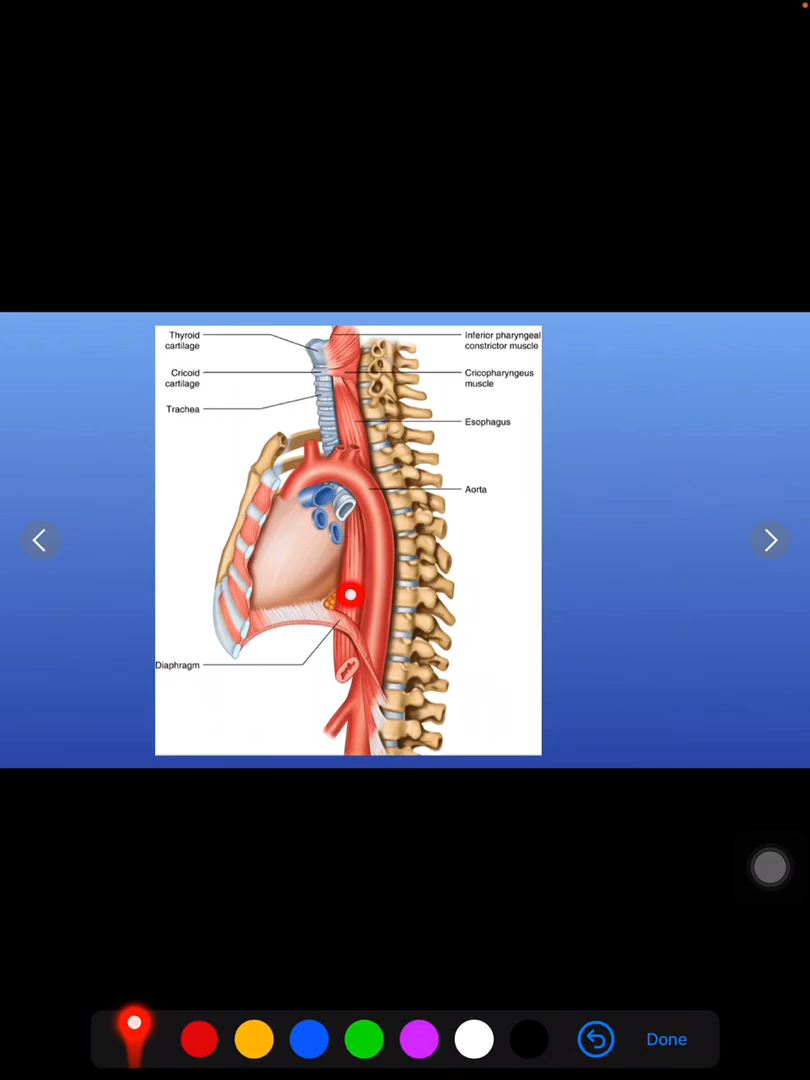 Thyroid
cartilage
Cricoid
cartilage
Trachea
Diaphragm
Inferior pharyngeal
constrictor muscle
Cricopharyngeus
muscle
Esophagus
Aorta
Done